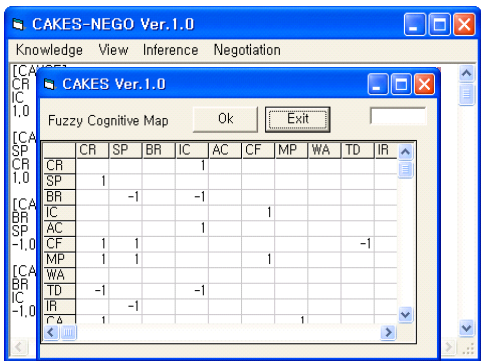 CAKES-NEGO Ver.1.0
Knowledge View Inference Negotiation
CR
IC
1,0
[CA
SP
CR
1,0
[CA
BR
SP
-1,0
[CA
BR
IC
-1,0
CAKES Ver.1.0
Fuzzy Cognitive Map Ok Exit
CR SP BR IC AC CF MP WA TD IR
CR 1
SP 1
BR -1 -1
IC 1
AC 1
CF 1 1 -1
MP 1 1 1
WA
TD -1 -1
IR -1
CA 1 1